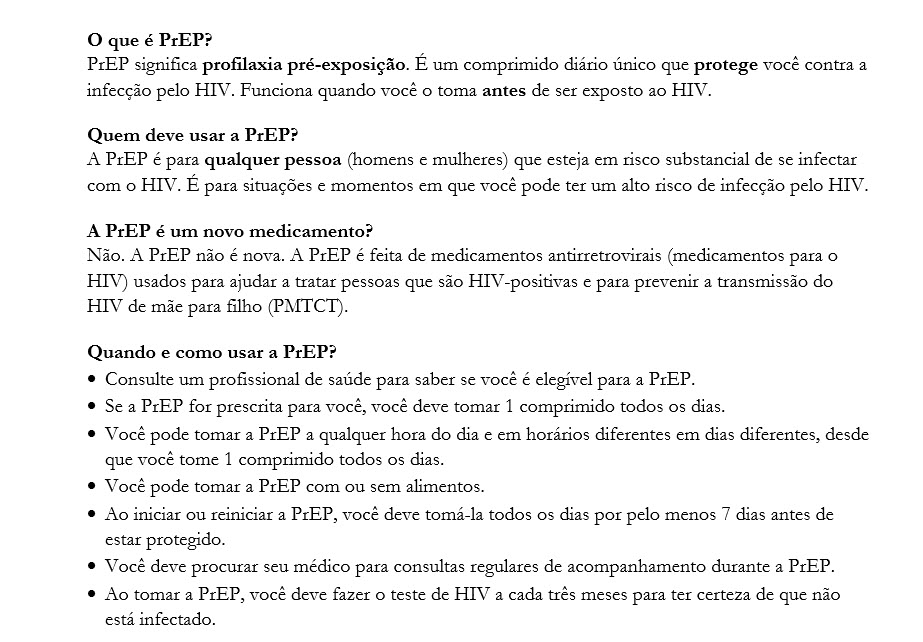 O que é PrEP?
PrEP significa profilaxia pré-exposição. É um comprimido diário único que protege você contra a
infecção pelo HIV. Funciona quando você o toma antes de ser exposto ao HIV.
Quem deve usar a PrEP?
A PrEP é para qualquer pessoa (homens e mulheres) que esteja em risco substancial de se infectar
com o HIV. É para situações e momentos em que você pode ter um alto risco de infecção pelo HIV.
A PrEP é um novo medicamento?
Não. A PrEP não é nova. A PrEP é feita de medicamentos antirretrovirais (medicamentos para o
HIV) usados para ajudar a tratar pessoas que são HIV-positivas e para prevenir a transmissão do
HIV de mãe para filho (PMTCT).
Quando e como usar a PrEP?
• Consulte um profissional de saúde para saber se você é elegível para a PrEP.
• Se a PrEP for prescrita para você, você deve tomar 1 comprimido todos os dias.
• Você pode tomar a PrEP a qualquer hora do dia e em horários diferentes em dias diferentes, desde
que você tome 1 comprimido todos os dias.
• Você pode tomar a PrEP com ou sem alimentos.
• Ao iniciar ou reiniciar a PrEP, você deve tomá-la todos os dias por pelo menos 7 dias antes de
estar protegido.
• Você deve procurar seu médico para consultas regulares de acompanhamento durante a PrEP.
• Ao tomar a PrEP, você deve fazer o teste de HIV a cada três meses para ter certeza de que não
está infectado.